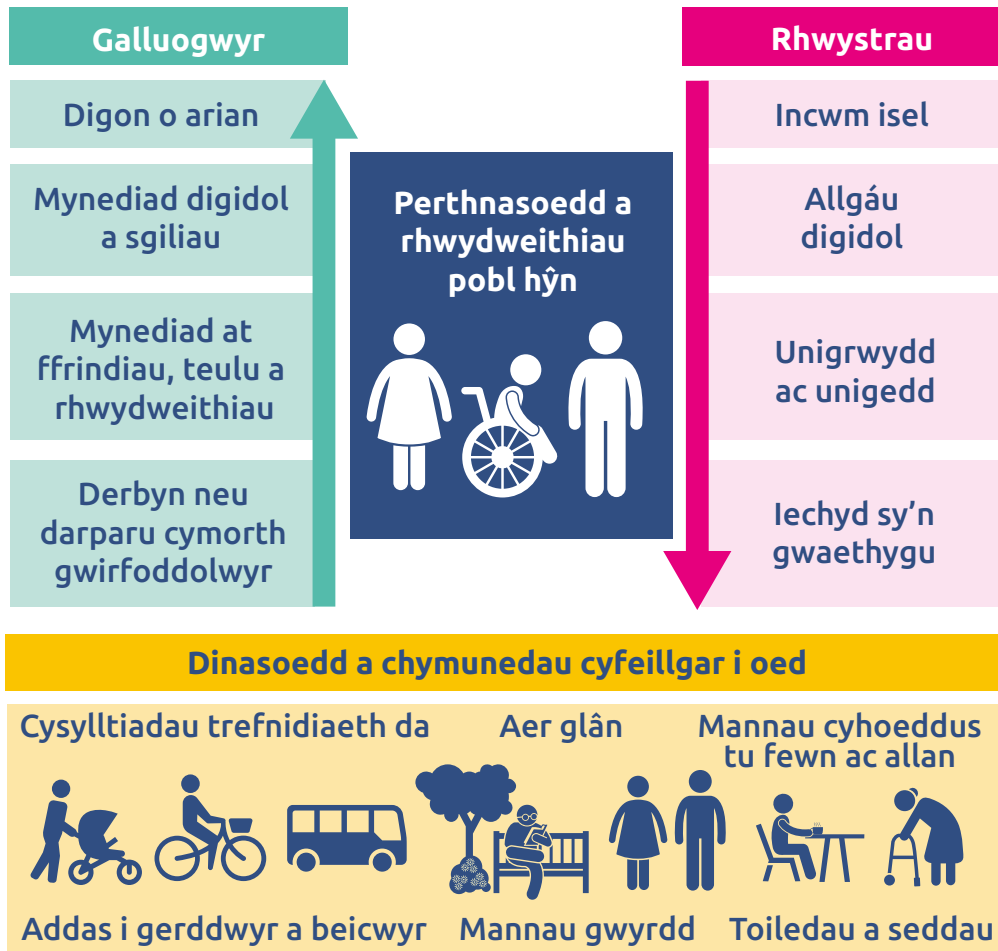 Galluogwyr
Digon o arian
Mynediad digidol
a sgiliau
Mynediad at
ffrindiau, teulu a
rhwydweithiau
Derbyn neu
darparu cymorth
gwirfoddolwyr
Perthnasoedd a
rhwydweithiau
pobl hŷn
Rhwystrau
Incwm isel
Allgáu
digidol
Unigrwydd
ac unigedd
Iechyd sy’n
gwaethygu
Dinasoedd a chymunedau cyfeillgar i oed
Cysylltiadau trefnidiaeth da
Aer glân
Mannau cyhoeddus
tu fewn ac allan
Addas i gerddwyr a beicwyr
Mannau gwyrdd
Toiledau a seddau